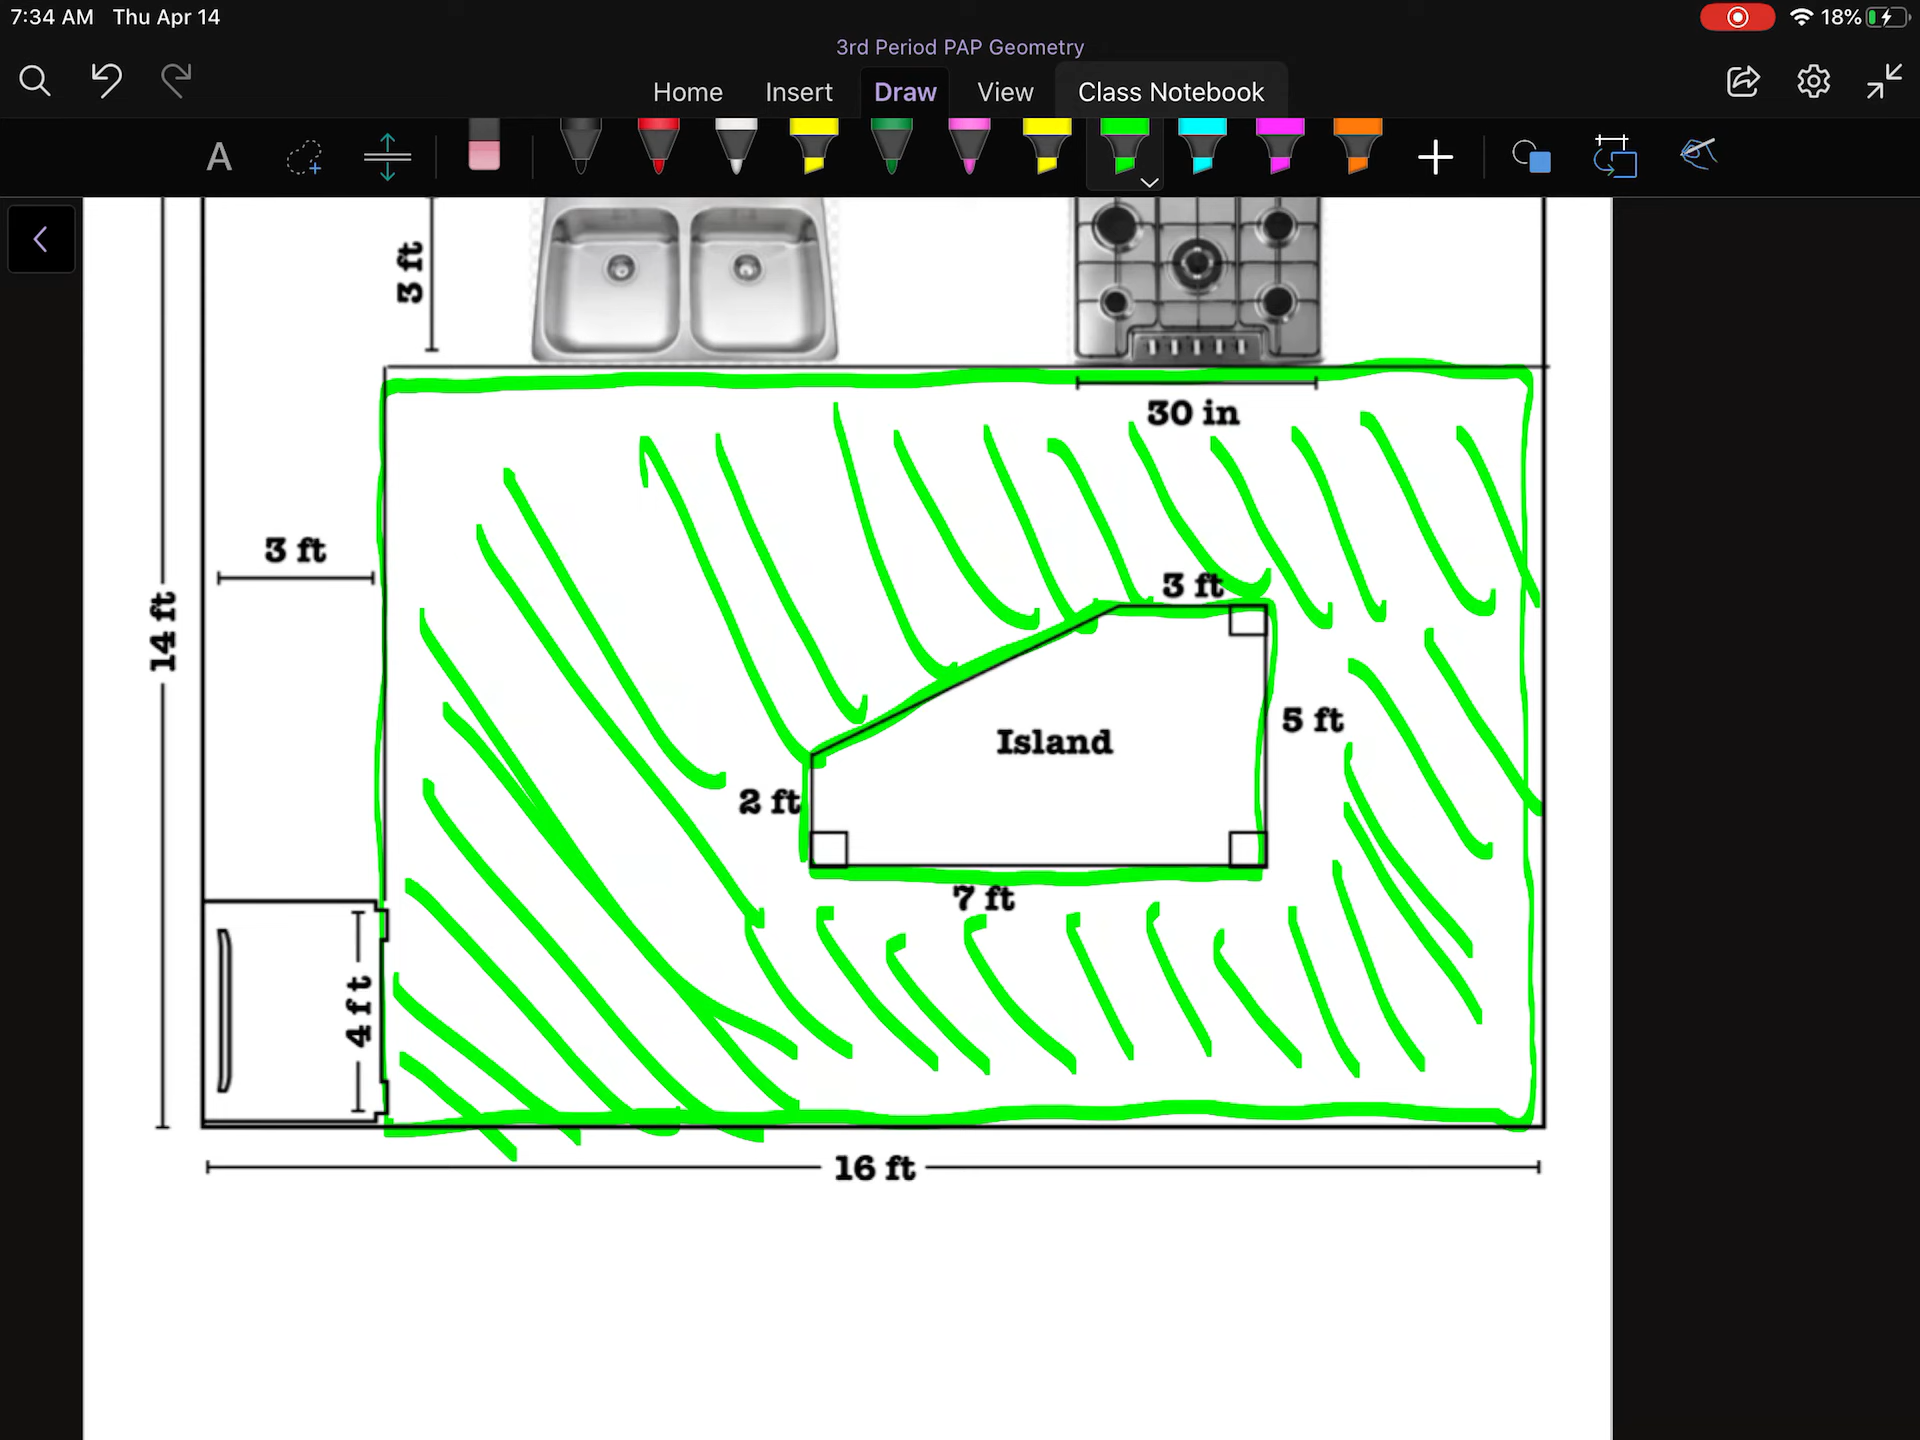 7:34 AM Thu Apr 14
18%
3rd Period PAP Geometry
Home Insert Draw View Class Notebook
A
3 ft
30 in
3 ft
3 ft
14 ft
5 ft
Island
2 ft
7 ft
4 ft
16 ft